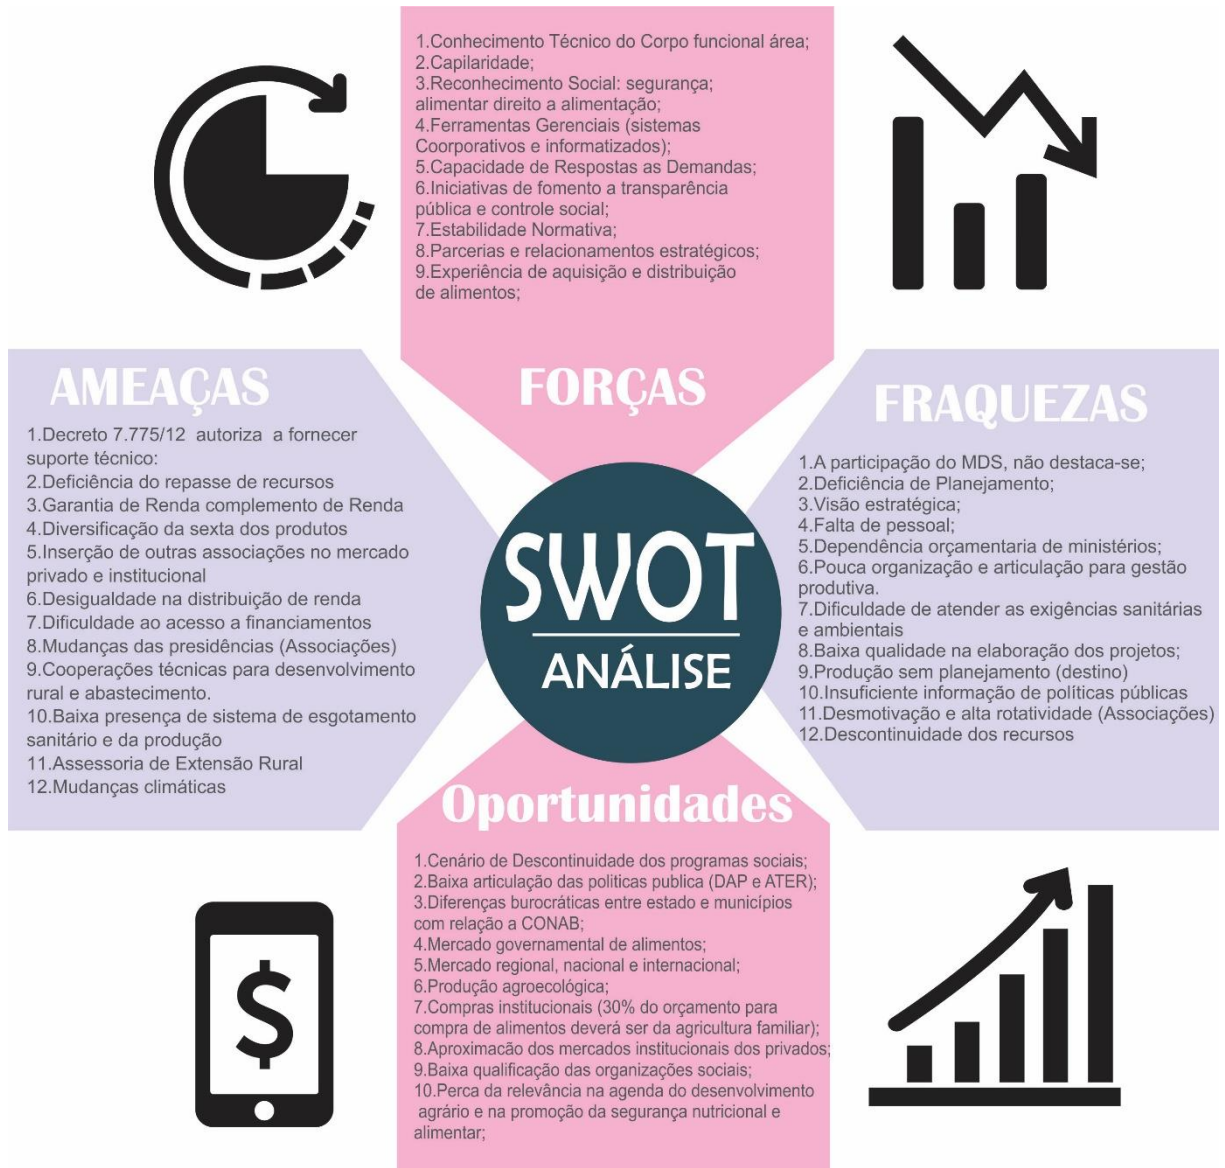 1.Conhecimento Técnico do Corpo funcional área;
2.Capilaridade;
3.Reconhecimento Social: segurança;
alimentar direito a alimentação;
4.Ferramentas Gerenciais (sistemas
Coorporativos e informatizados);
5.Capacidade de Respostas as Demandas;
6.Iniciativas de fomento a transparência
pública e controle social;
7.Estabilidade Normativa;
8.Parcerias e relacionamentos estratégicos;
9.Experiência de aquisição e distribuição
de alimentos;
FORÇAS
AMEAÇAS
1.Decreto 7.775/12 autoriza a fornecer
suporte técnico:
2.Deficiência do repasse de recursos
3.Garantia de Renda complemento de Renda
4.Diversificação da sexta dos produtos
5.Inserção de outras associações no mercado
privado e institucional
6.Desigualdade na distribuição de renda
7.Dificuldade ao acesso a financiamentos
8.Mudanças das presidências (Associações)
9.Cooperações técnicas para desenvolvimento
rural e abastecimento.
10.Baixa presença de sistema de esgotamento
sanitário e da produção
11.Assessoria de Extensão Rural
12.Mudanças climáticas
SWOT
ANÁLISE
FRAQUEZAS
1.A participação do MDS, não destaca-se;
2.Deficiência de Planejamento;
3.Visão estratégica;
4.Falta de pessoal;
5.Dependência orçamentaria de ministérios;
6.Pouca organização e articulação para gestão
produtiva.
7.Dificuldade de atender as exigências sanitárias
e ambientais
8.Baixa qualidade na elaboração dos projetos;
9.Produção sem planejamento (destino)
10.Insuficiente informação de políticas públicas
11.Desmotivação e alta rotatividade (Associações)
12.Descontinuidade dos recursos
Oportunidades
1.Cenário de Descontinuidade dos programas sociais;
2.Baixa articulação das politicas publica (DAP e ATER);
3.Diferenças burocráticas entre estado e municípios
com relação a CONAB;
4.Mercado governamental de alimentos;
5.Mercado regional, nacional e internacional;
6.Produção agroecológica;
7.Compras institucionais (30% do orçamento para
compra de alimentos deverá ser da agricultura familiar);
8.Aproximacão dos mercados institucionais dos privados;
9.Baixa qualificação das organizações sociais;
10.Perca da relevância na agenda do desenvolvimento
agrário e na promoção da segurança nutricional e
alimentar;
$